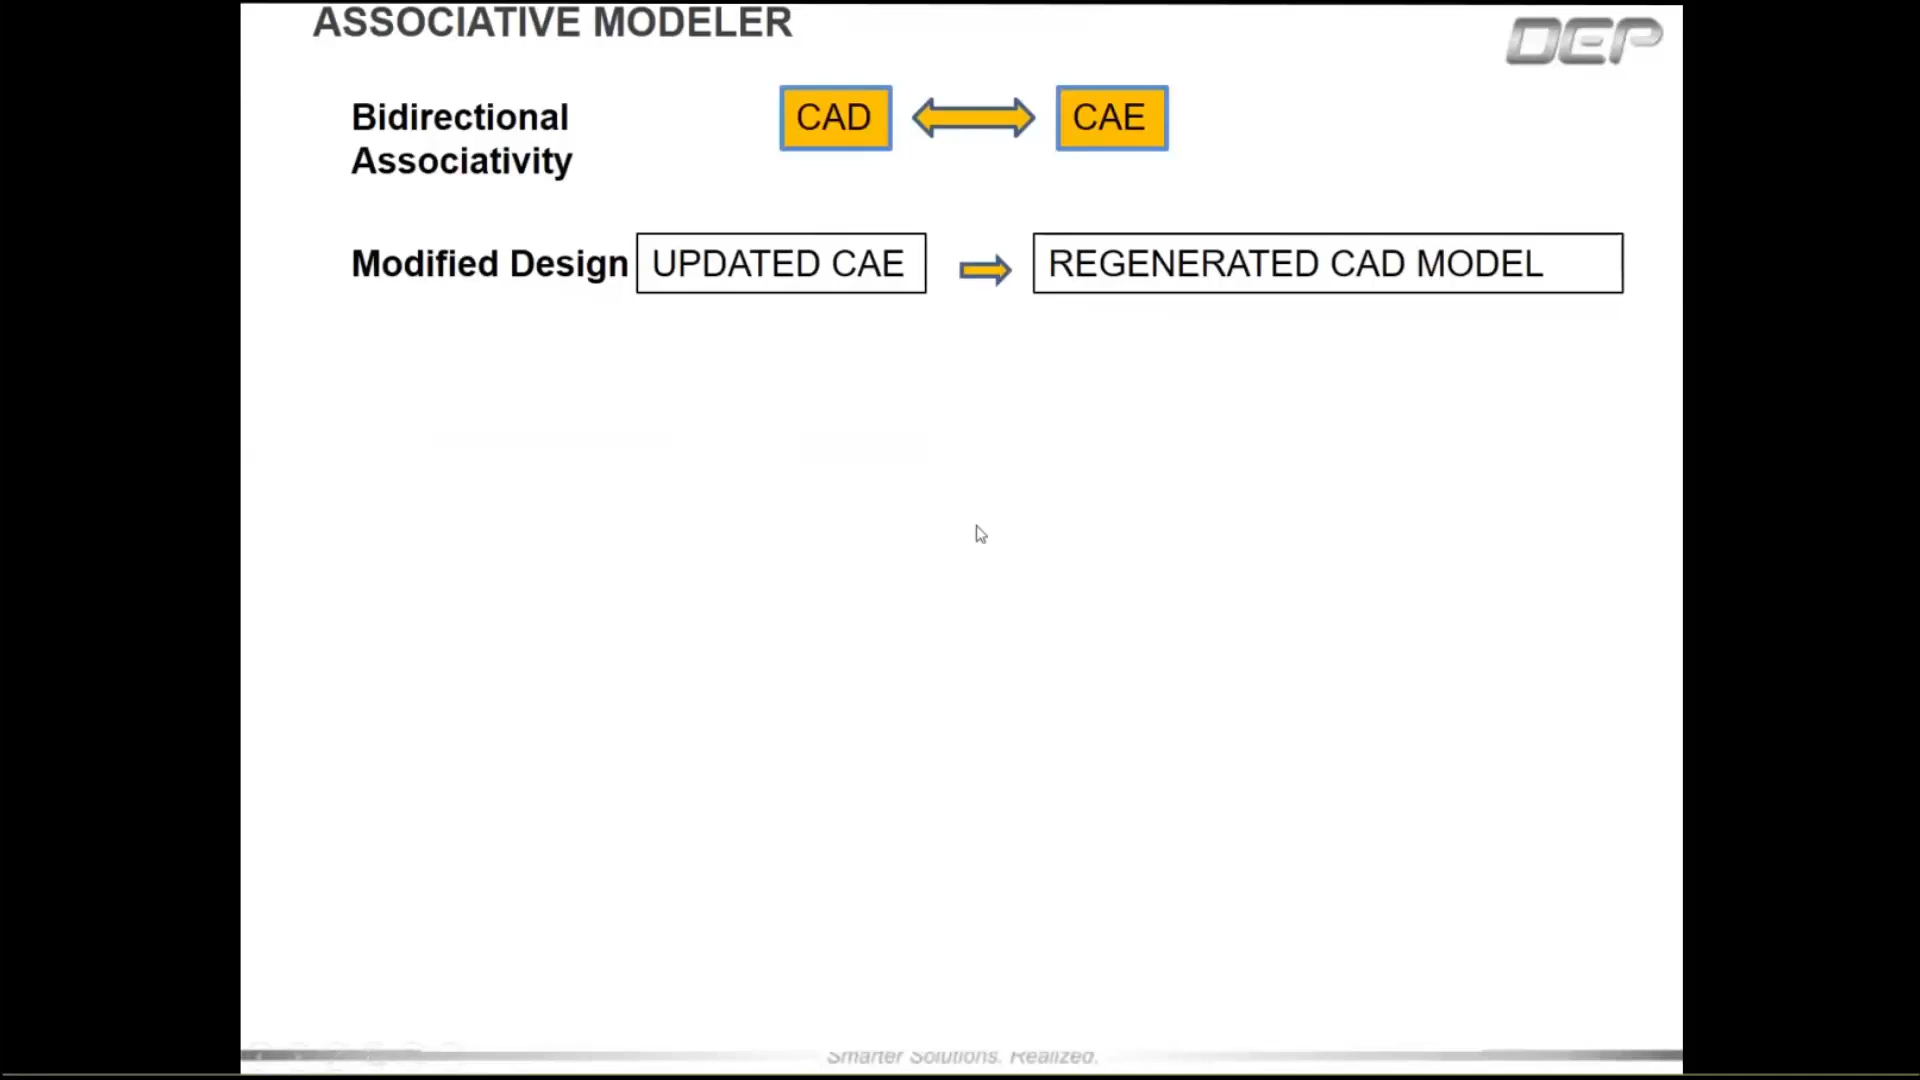 ASSOCIATIVE MODELER
DEP
Bidirectional
Associativity
CAD
CAE
Modified Design
UPDATED CAE
REGENERATED CAD MODEL
Smarter Solutions. Realized.